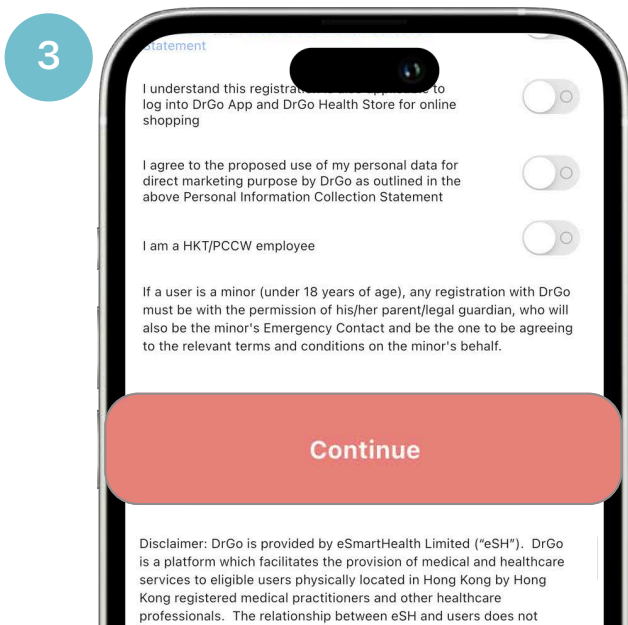 3
Statement
I understand this registration to
log into DrGo App and DrGo Health Store for online
shopping
I agree to the proposed use of my personal data for
direct marketing purpose by DrGo as outlined in the
above Personal Information Collection Statement
I am a HKT/PCCW employee
If a user is a minor (under 18 years of age), any registration with DrGo
must be with the permission of his/her parent/legal guardian, who will
also be the minor's Emergency Contact and be the one to be agreeing
to the relevant terms and conditions on the minor's behalf.
Continue
Disclaimer: DrGo is provided by eSmartHealth Limited (“eSH”).  DrGo
is a platform which facilitates the provision of medical and healthcare
services to eligible users physically located in Hong Kong by Hong
Kong registered medical practitioners and other healthcare
professionals.  The relationship between eSH and users does not